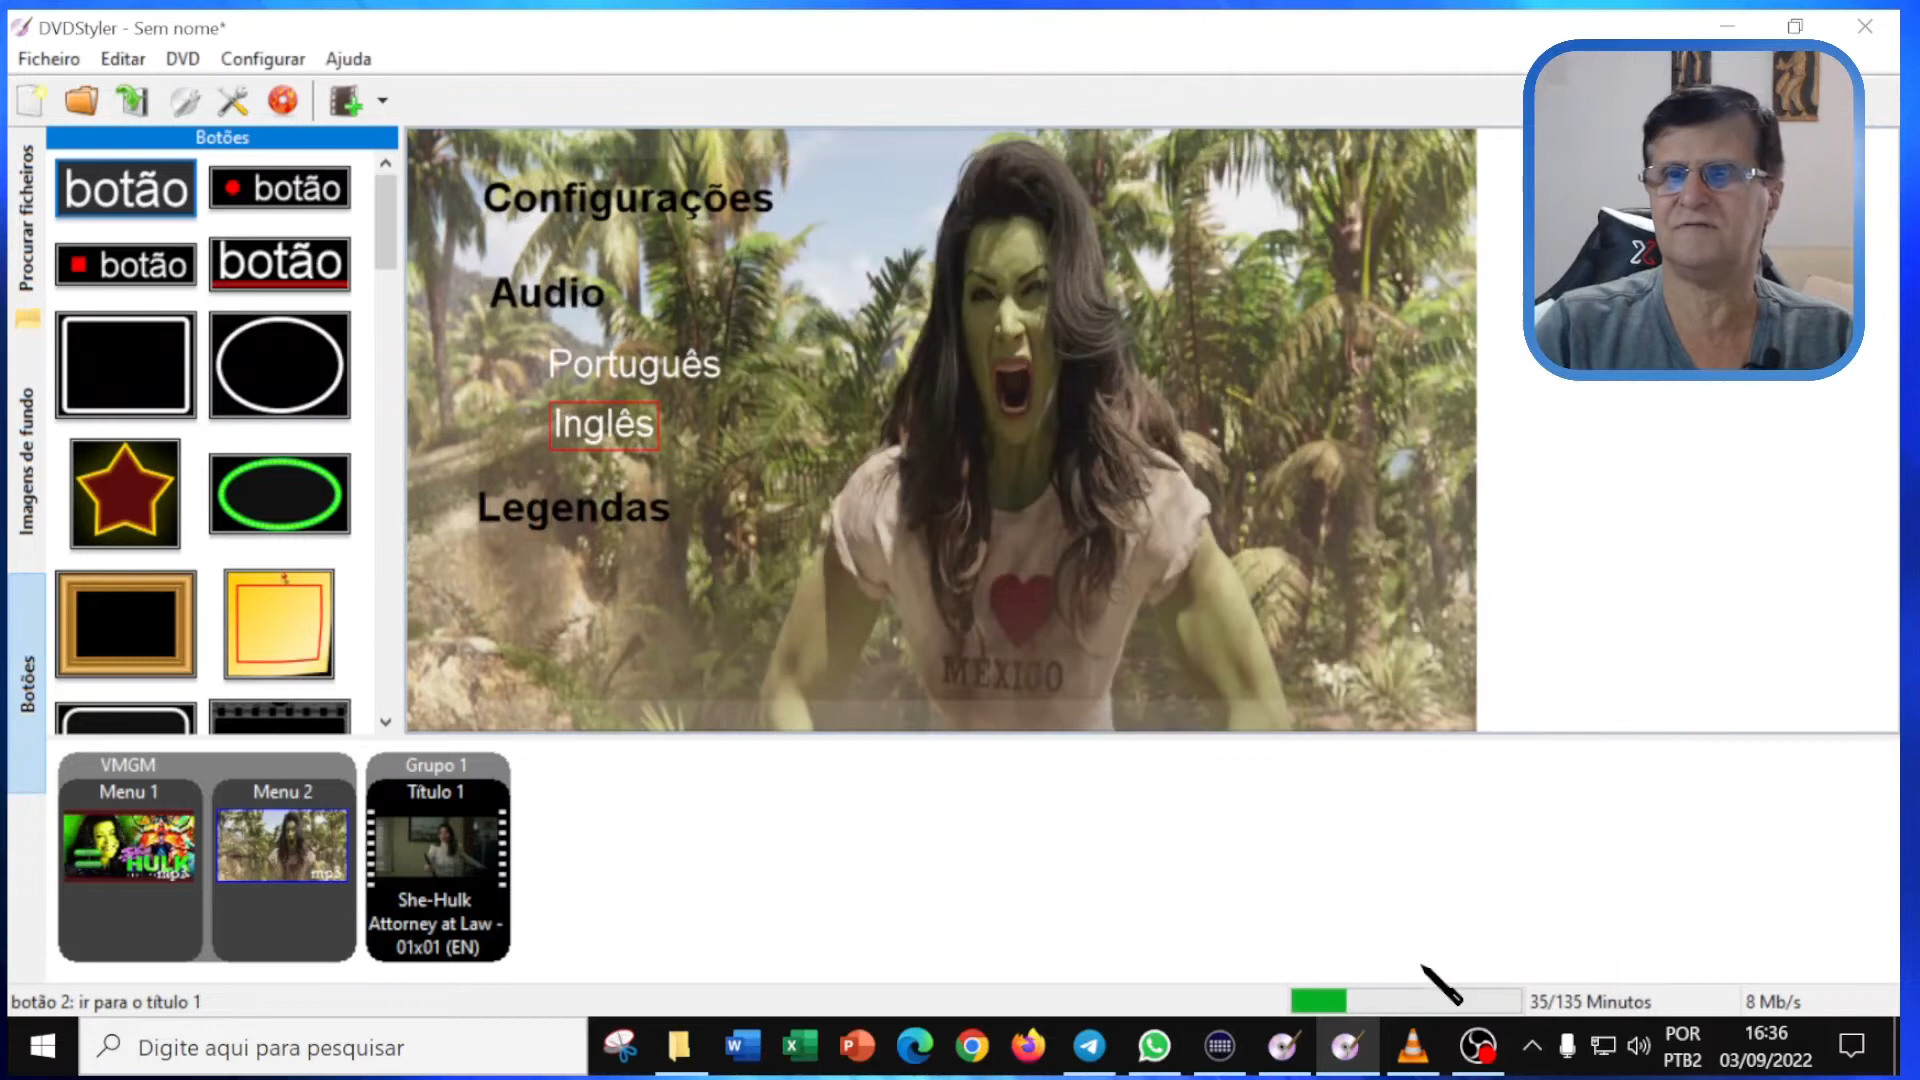 DVDStyler - Sem nome*
Ficheiro Editar DVD Configurar Ajuda
Procurar ficheiros
Imagens de fundo
Botões
Botões
botão
botão
botão
botão
Configurações
Audio
Português
Inglês
Legendas
MEXICO
VMGM
Menu 1
mp3
Menu 2
mp3
Grupo 1
Título 1
She-Hulk
Attorney at Law -
01x01 (EN)
HULK
botão 2: ir para o título 1
35/135 Minutos
8 Mb/s
Digite aqui para pesquisar
POR
PTB2
16:36
03/09/2022